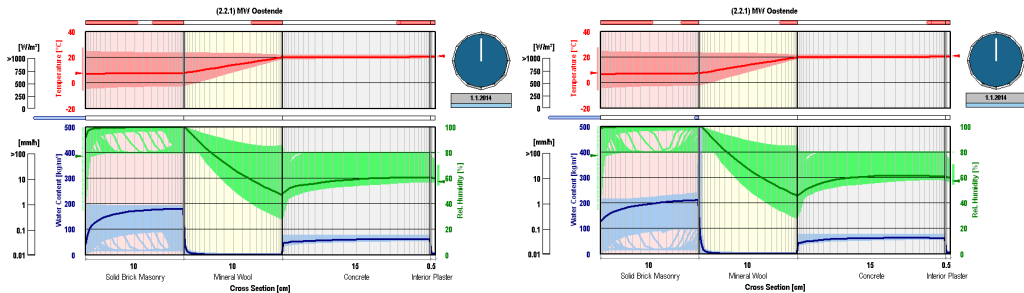 (2.2.1) MW Oostende
[W/m²]
>1000
750
500
250
0
Temperature [°C]
40
20
0
-20
1.1.2014
[mm/h]
>10
10
1
0.1
0.01
Water Content [kg/m³]
500
400
300
200
100
0
100
80
60
40
20
0
Rel. Humidity [%]
10
10
15
0.5
Solid Brick Masonry
Mineral Wool
Concrete
Interior Plaster
Cross Section [cm]
(2.2.1) MW Oostende
[W/m²]
>1000
750
500
250
0
Temperature [°C]
40
20
0
-20
1.1.2014
[mm/h]
>10
10
1
0.1
0.01
Water Content [kg/m³]
500
400
300
200
100
0
100
80
60
40
20
0
Rel. Humidity [%]
10
10
15
0.5
Solid Brick Masonry
Mineral Wool
Concrete
Interior Plaster
Cross Section [cm]